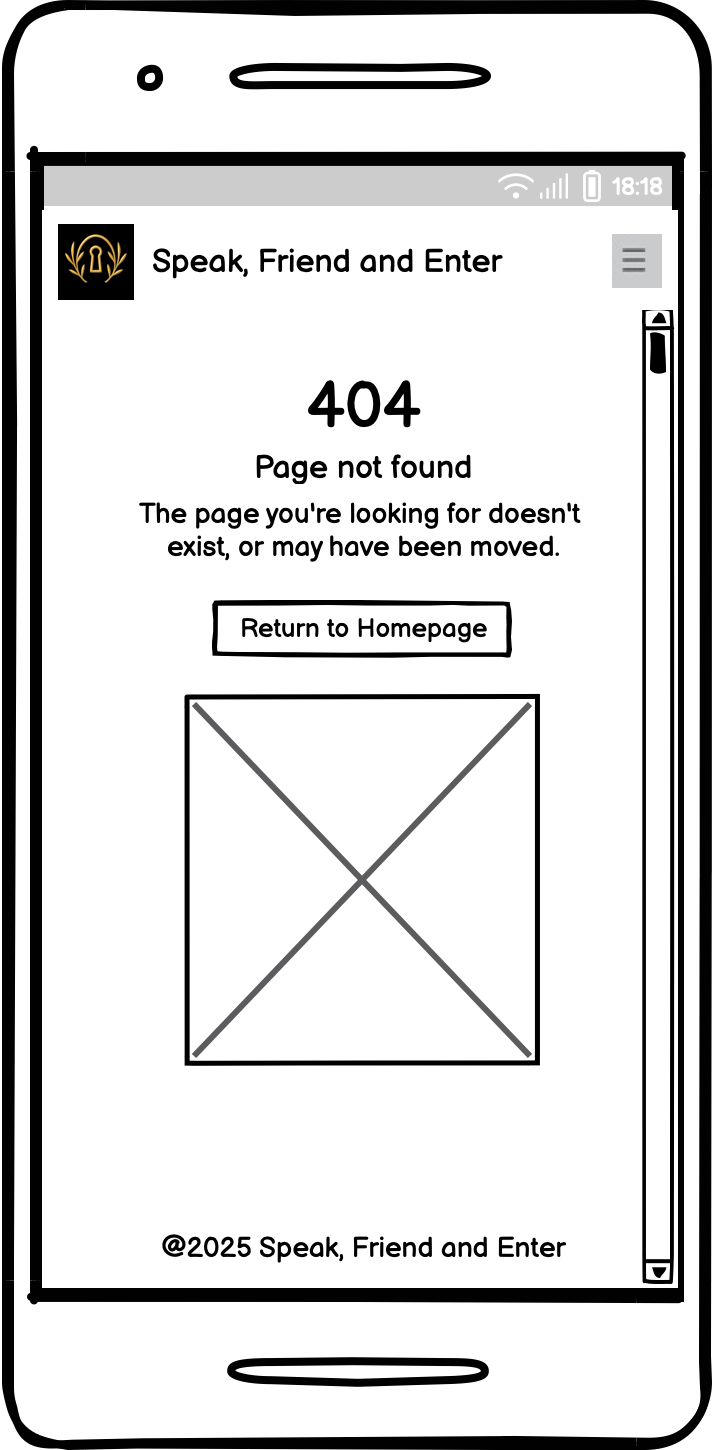 18:18
Speak, Friend and Enter
404
Page not found
The page you're looking for doesn't
exist, or may have been moved.
Return to Homepage
@2025 Speak, Friend and Enter